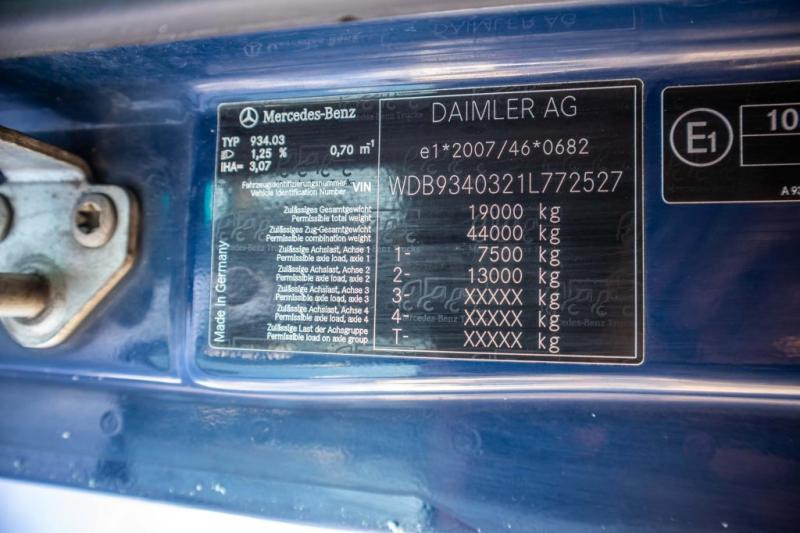 Mercedes-Benz
DAIMLER AG
TYP 934.03
1,25 % 0,70 m⁻¹
IHA= 3,07
e1*2007/46*0682
Fahrzeugidentifizierungsnummer
Vehicle Identification Number
VIN WDB9340321L772527
Zulässiges Gesamtgewicht
Permissible total weight
19000 kg
Zulässiges Zug-Gesamtgewicht
Permissible combination weight
44000 kg
Zulässige Achslast, Achse 1
Permissible axle load, axle 1
1- 7500 kg
Zulässige Achslast, Achse 2
Permissible axle load, axle 2
2- 13000 kg
Zulässige Achslast, Achse 3
Permissible axle load, axle 3
3- XXXXX kg
Zulässige Achslast, Achse 4
Permissible axle load, axle 4
4- XXXXX kg
Zulässige Last der Achsgruppe
Permissible load on axle group
T- XXXXX kg
Made In Germany
E1
10
A 93